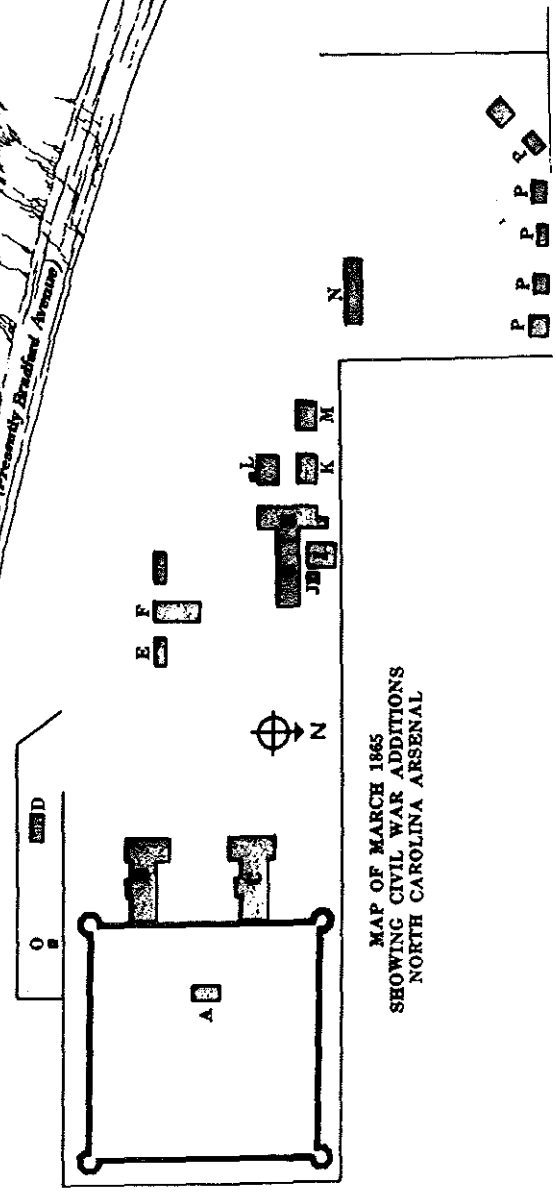 (Presently Bradford Avenue)
P
P
P
P
P
N
M
L
K
J
I
F
E
D
O
C
A
N
MAP OF MARCH 1865
SHOWING CIVIL WAR ADDITIONS
NORTH CAROLINA ARSENAL